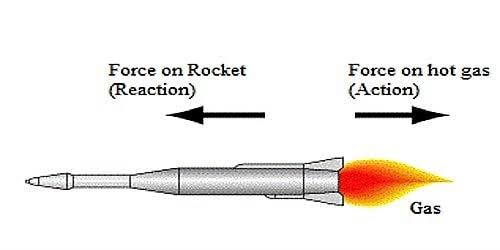 Force on Rocket
(Reaction)
Force on hot gas
(Action)
Gas